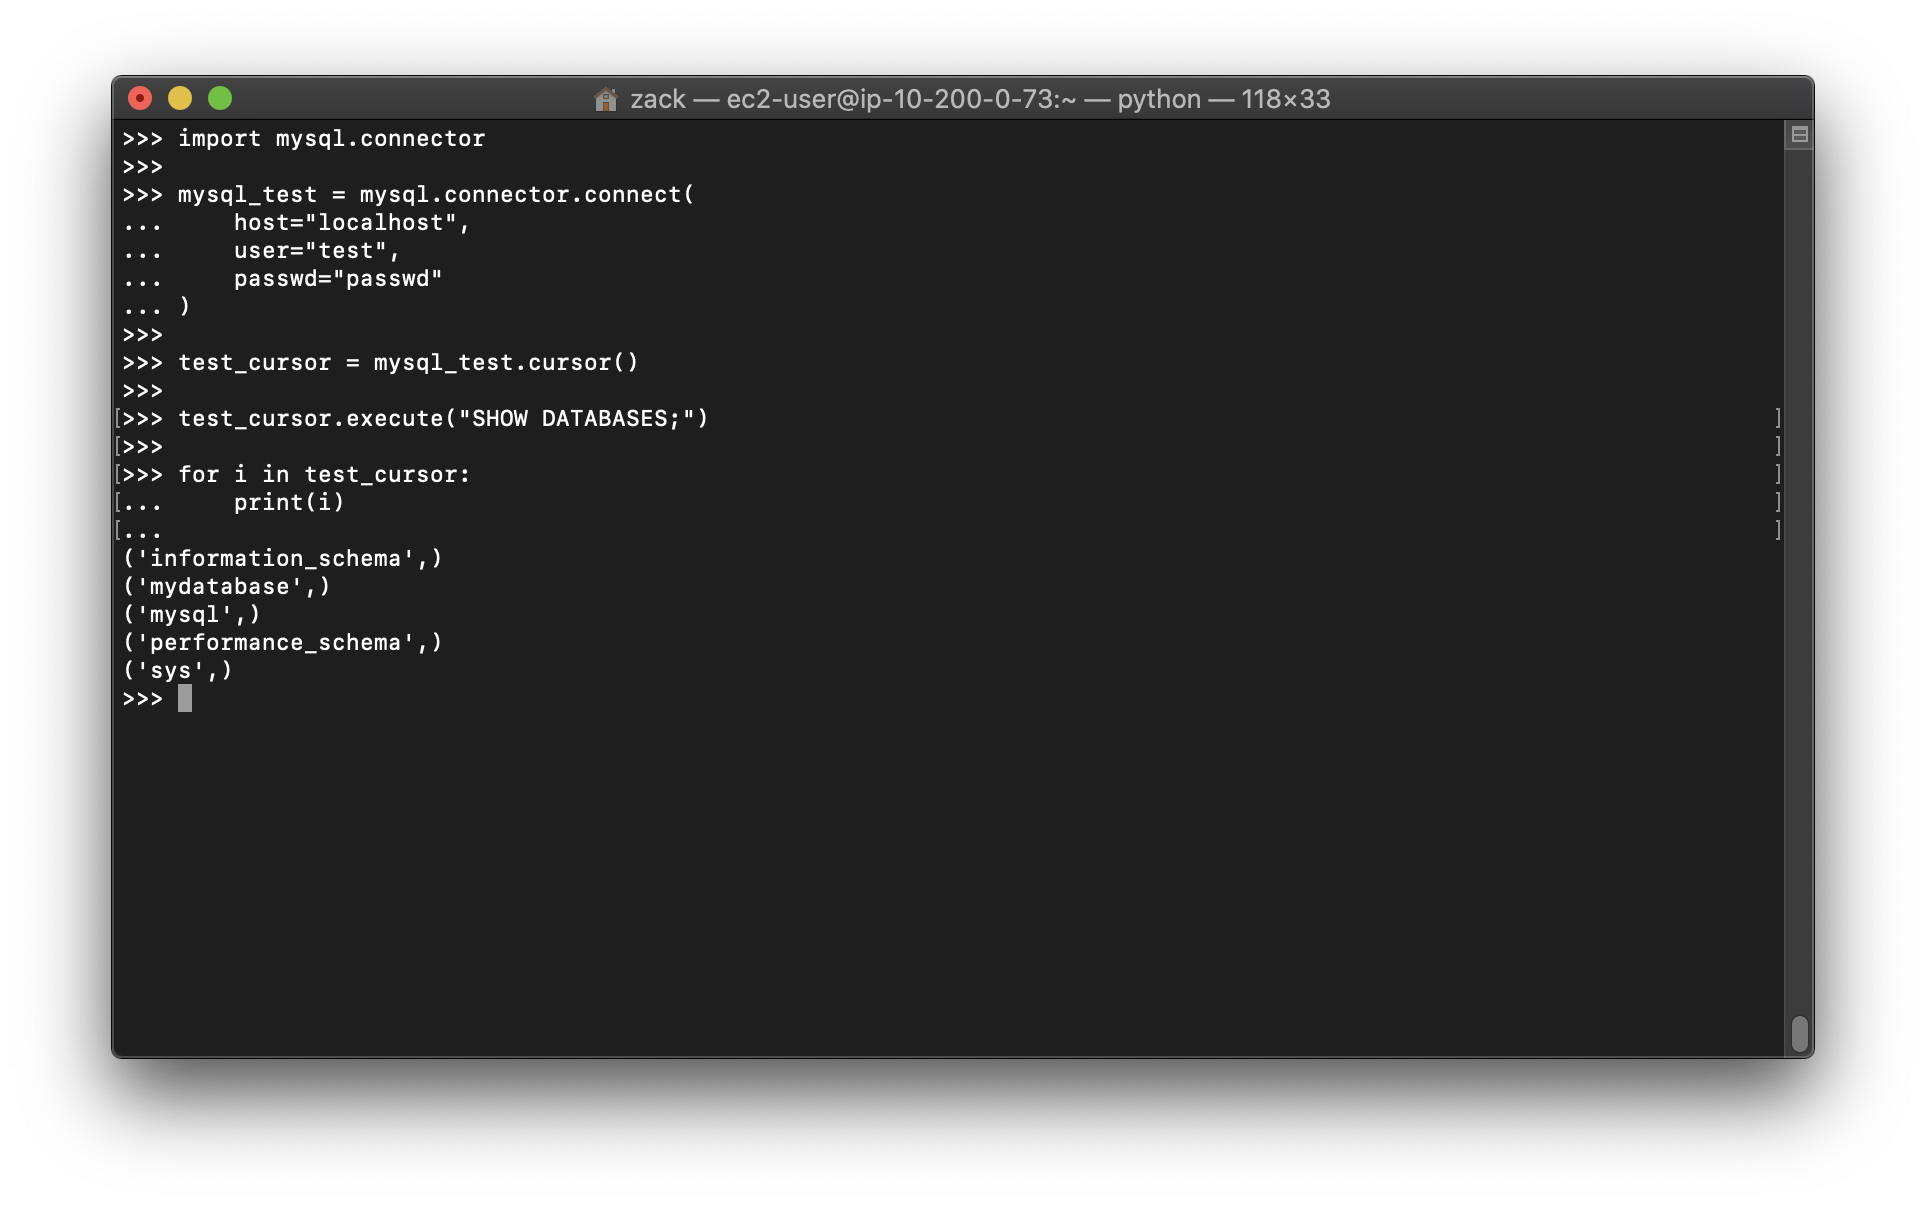 zack — ec2-user@ip-10-200-0-73:~ — python — 118×33
>>> import mysql.connector
>>>
>>> mysql_test = mysql.connector.connect(
...     host="localhost",
...     user="test",
...     passwd="passwd"
... )
>>>
>>> test_cursor = mysql_test.cursor()
>>>
[>>> test_cursor.execute("SHOW DATABASES;") ]
[>>> ]
[>>> for i in test_cursor: ]
[...     print(i) ]
[... ]
('information_schema',)
('mydatabase',)
('mysql',)
('performance_schema',)
('sys',)
>>>